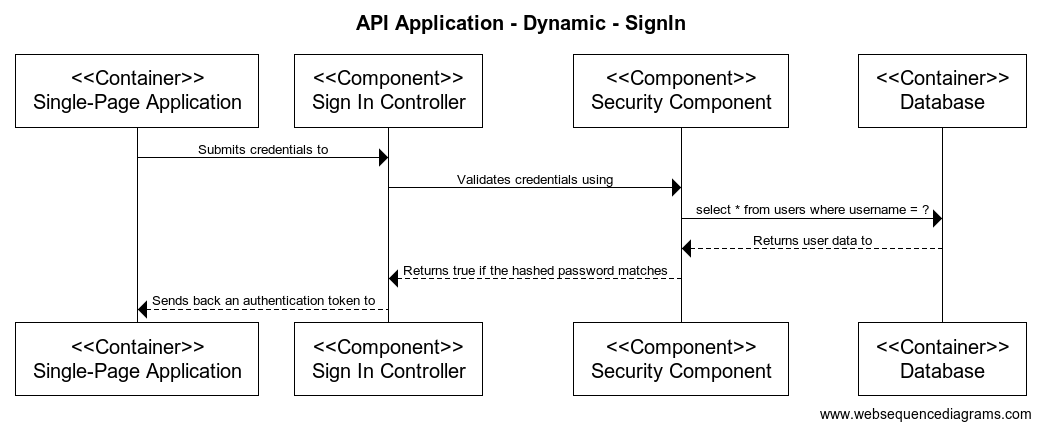 API Application - Dynamic - SignIn
<<Container>>
Single-Page Application
<<Component>>
Sign In Controller
<<Component>>
Security Component
<<Container>>
Database
Submits credentials to
Validates credentials using
select * from users where username = ?
Returns user data to
Returns true if the hashed password matches
Sends back an authentication token to
<<Container>>
Single-Page Application
<<Component>>
Sign In Controller
<<Component>>
Security Component
<<Container>>
Database
www.websequencediagrams.com